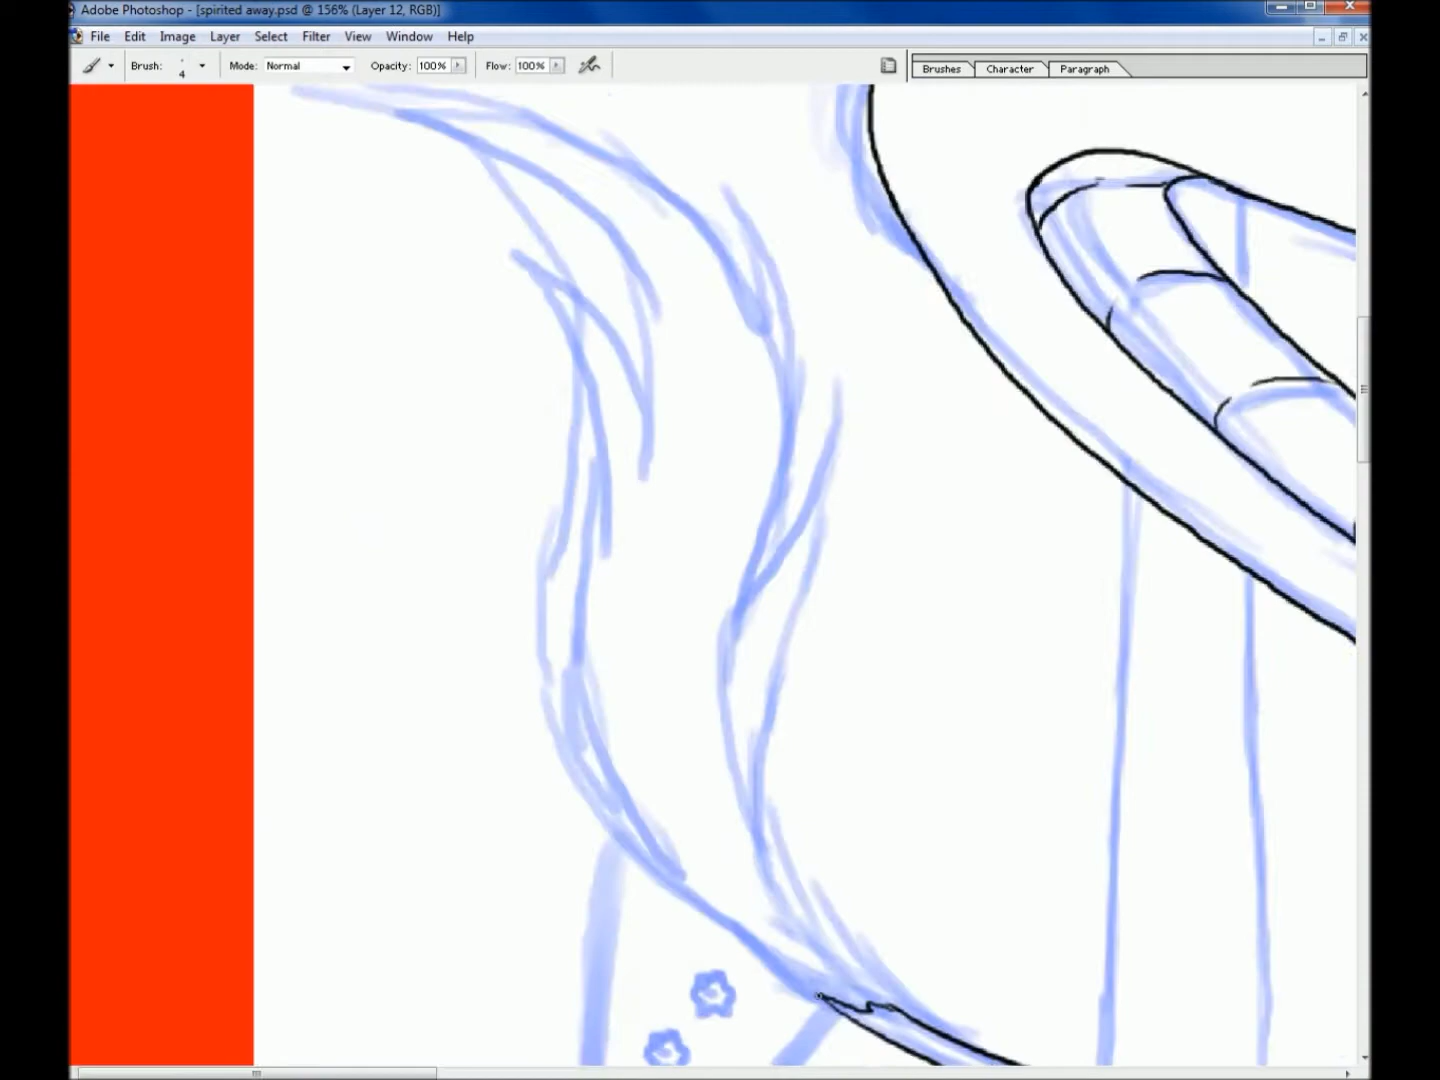 Adobe Photoshop - [spirited away.psd @ 156% (Layer 12, RGB)]
File Edit Image Layer Select Filter View Window Help
Brush: 4 Mode: Normal Opacity: 100% Flow: 100% Brushes Character Paragraph